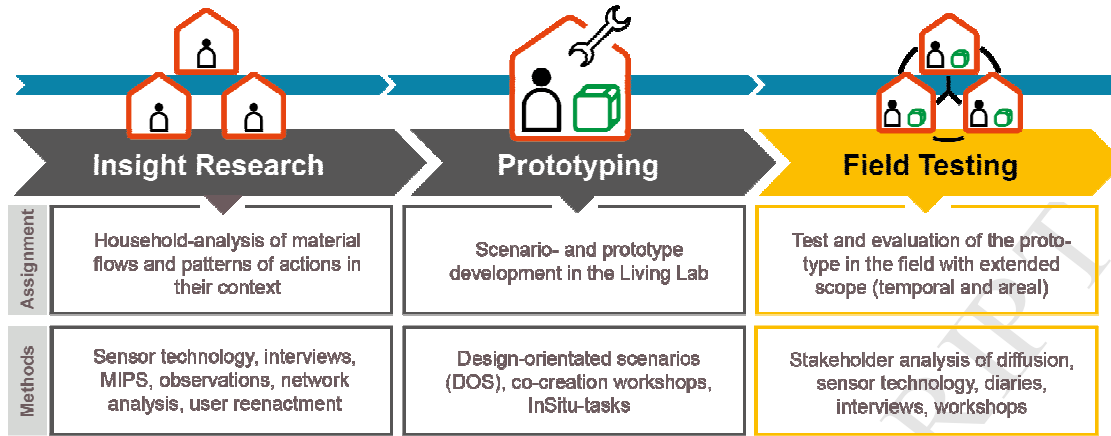 Insight Research
Prototyping
Field Testing
Assignment
Household-analysis of material
flows and patterns of actions in
their context
Scenario- and prototype
development in the Living Lab
Test and evaluation of the proto-
type in the field with extended
scope (temporal and areal)
Methods
Sensor technology, interviews,
MIPS, observations, network
analysis, user reenactment
Design-orientated scenarios
(DOS), co-creation workshops,
InSitu-tasks
Stakeholder analysis of diffusion,
sensor technology, diaries,
interviews, workshops
RIPT